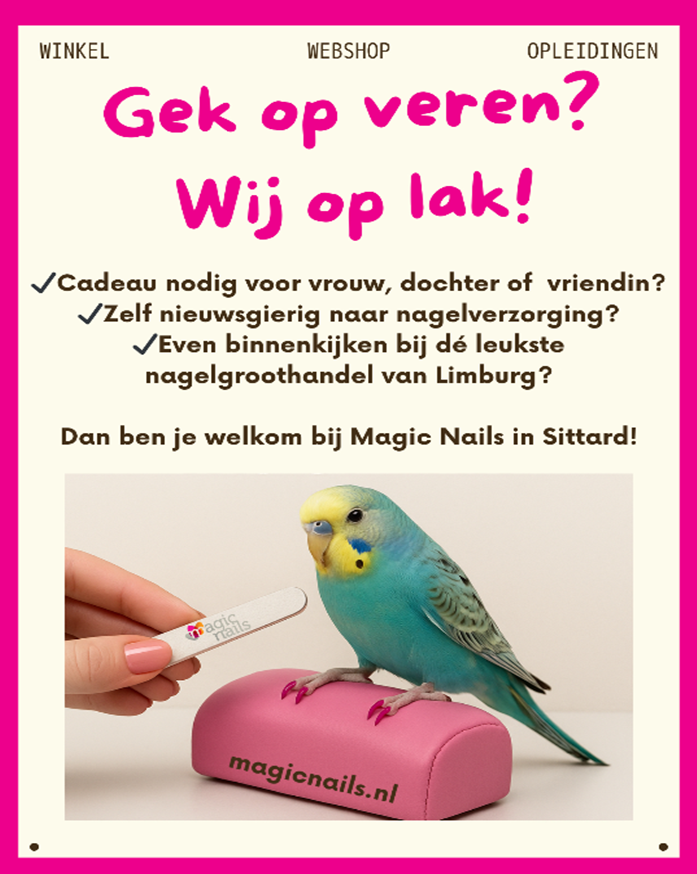 WINKEL WEBSHOP OPLEIDINGEN
Gek op veren?
Wij op lak!
✓Cadeau nodig voor vrouw, dochter of vriendin?
✓Zelf nieuwsgierig naar nagelverzorging?
✓Even binnenkijken bij dé leukste
nagelgroothandel van Limburg?
Dan ben je welkom bij Magic Nails in Sittard!
magic
nails
magicnails.nl